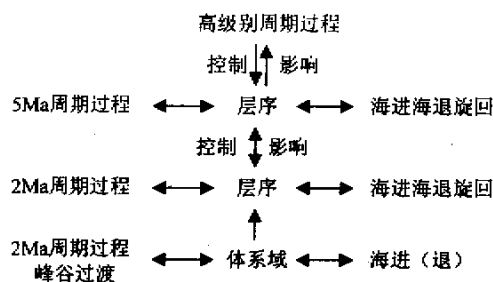 高级别周期过程
控制 影响
5Ma周期过程 层序 海进海退旋回
控制 影响
2Ma周期过程 层序 海进海退旋回
2Ma周期过程
峰谷过渡 体系域 海进（退）